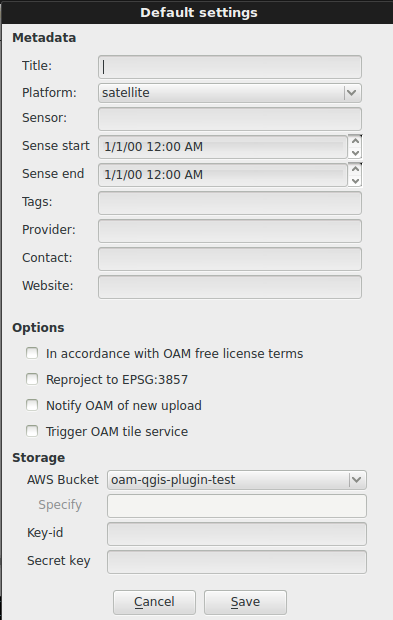 Default settings
Metadata
Title:
Platform: satellite
Sensor:
Sense start 1/1/00 12:00 AM
Sense end 1/1/00 12:00 AM
Tags:
Provider:
Contact:
Website:
Options
In accordance with OAM free license terms
Reproject to EPSG:3857
Notify OAM of new upload
Trigger OAM tile service
Storage
AWS Bucket oam-qgis-plugin-test
Specify
Key-id
Secret key
Cancel Save